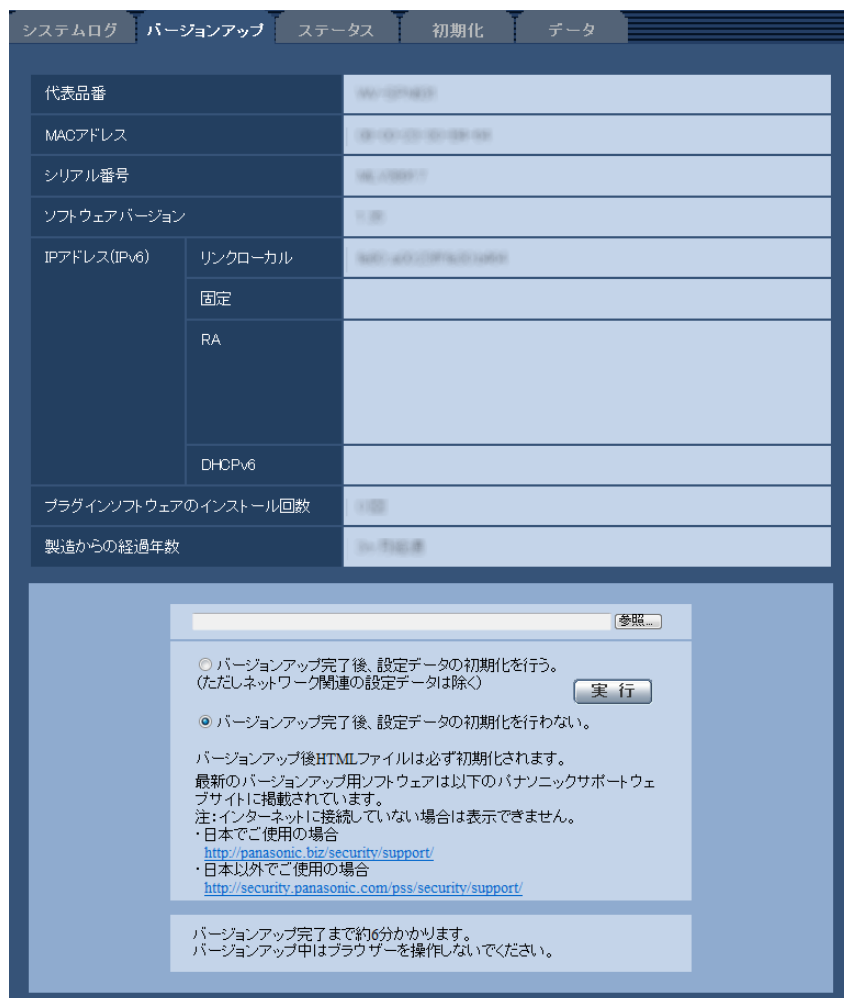 システムログ バージョンアップ ステータス 初期化 データ
代表品番
MACアドレス
シリアル番号
ソフトウェアバージョン
IPアドレス(IPv6) リンクローカル
固定
RA
DHCPv6
プラグインソフトウェアのインストール回数
製造からの経過年数
参照...
バージョンアップ完了後、設定データの初期化を行う。
(ただしネットワーク関連の設定データは除く)
実 行
バージョンアップ完了後、設定データの初期化を行わない。
バージョンアップ後HTMLファイルは必ず初期化されます。
最新のバージョンアップ用ソフトウェアは以下のパナソニックサポートウェ
ブサイトに掲載されています。
注:インターネットに接続していない場合は表示できません。
・日本でご使用の場合
http://panasonic.biz/security/support/
・日本以外でご使用の場合
http://security.panasonic.com/pss/security/support/
バージョンアップ完了まで約6分かかります。
バージョンアップ中はブラウザーを操作しないでください。